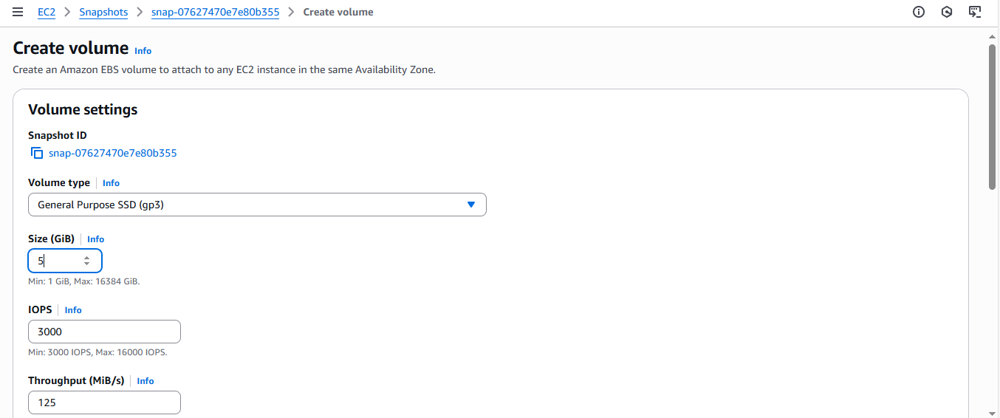 EC2 > Snapshots > snap-07627470e7e80b355 > Create volume
Create volume Info
Create an Amazon EBS volume to attach to any EC2 instance in the same Availability Zone.
Volume settings
Snapshot ID
snap-07627470e7e80b355
Volume type Info
General Purpose SSD (gp3)
Size (GiB) Info
5
Min: 1 GiB, Max: 16384 GiB.
IOPS Info
3000
Min: 3000 IOPS, Max: 16000 IOPS.
Throughput (MiB/s) Info
125